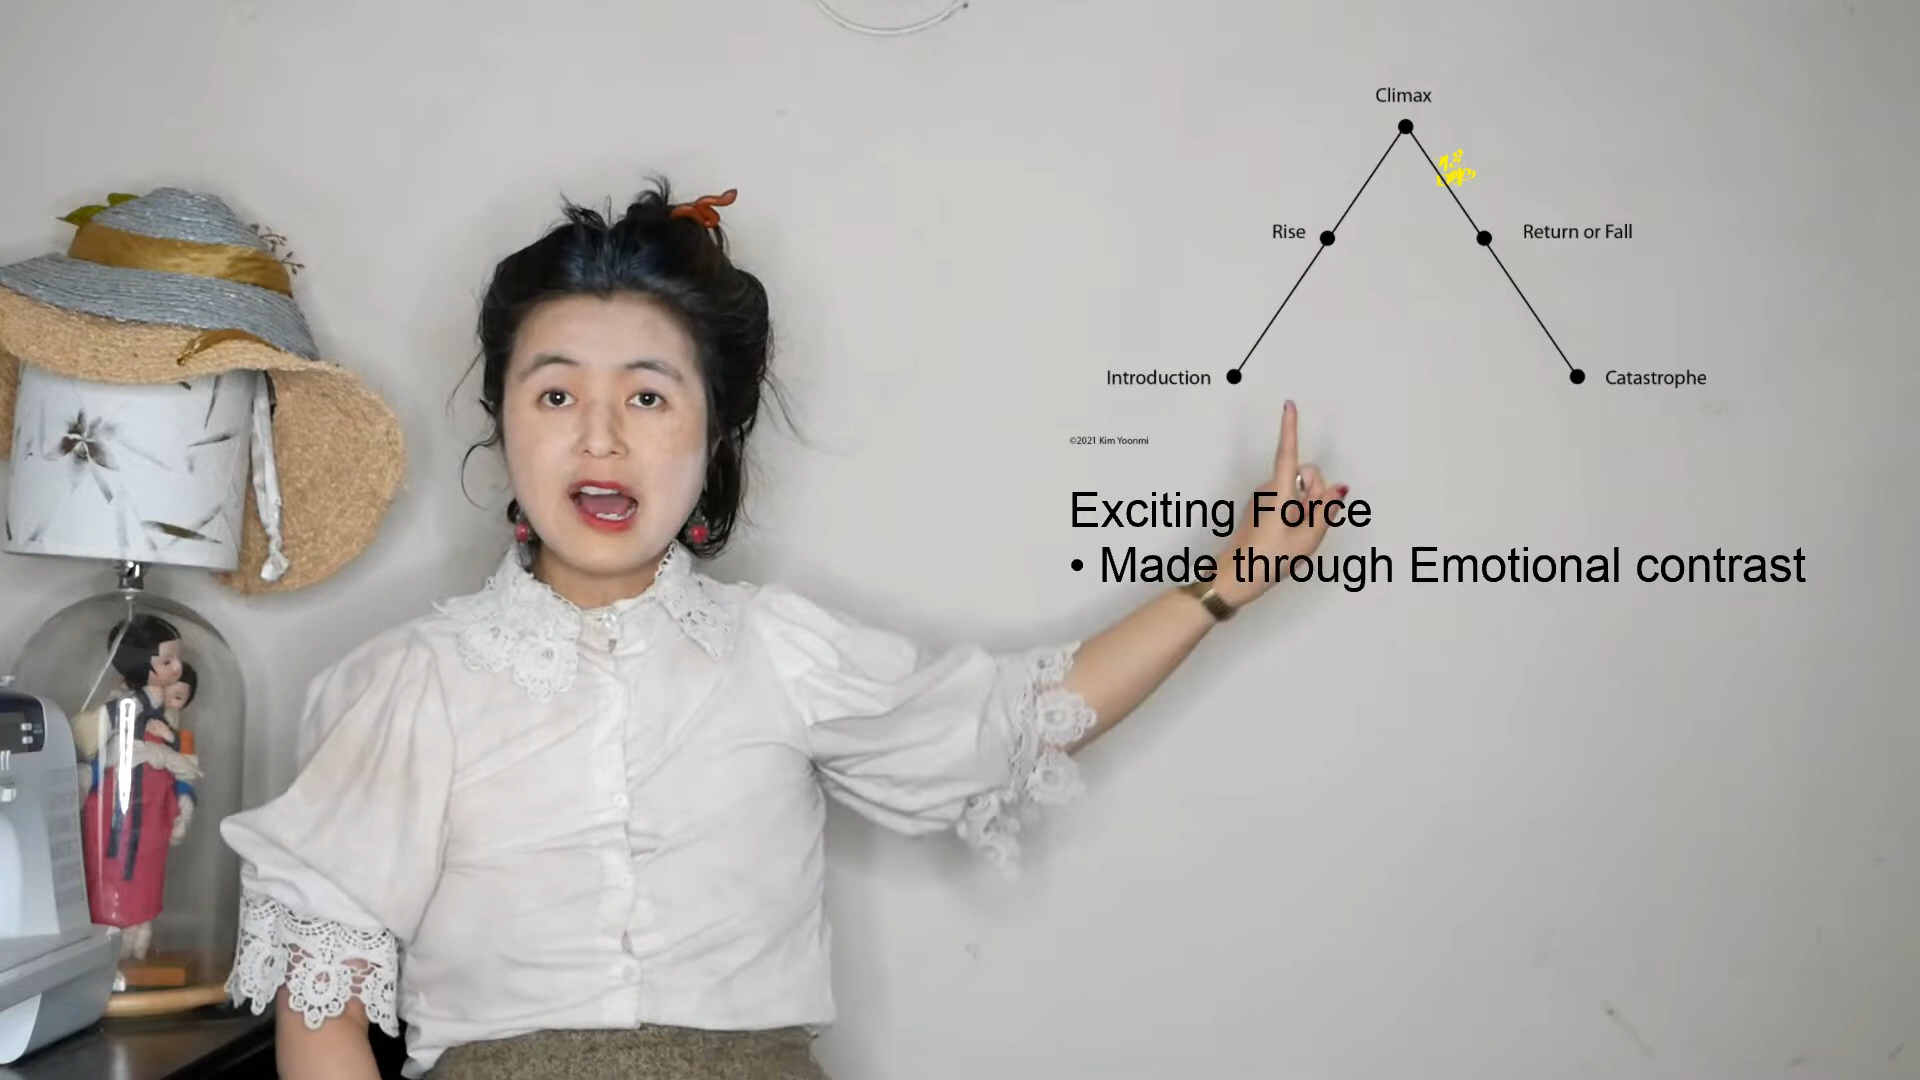 Climax
Rise
Return or Fall
Introduction
Catastrophe
©2021 Kim Yoonmi
Exciting Force
• Made through Emotional contrast